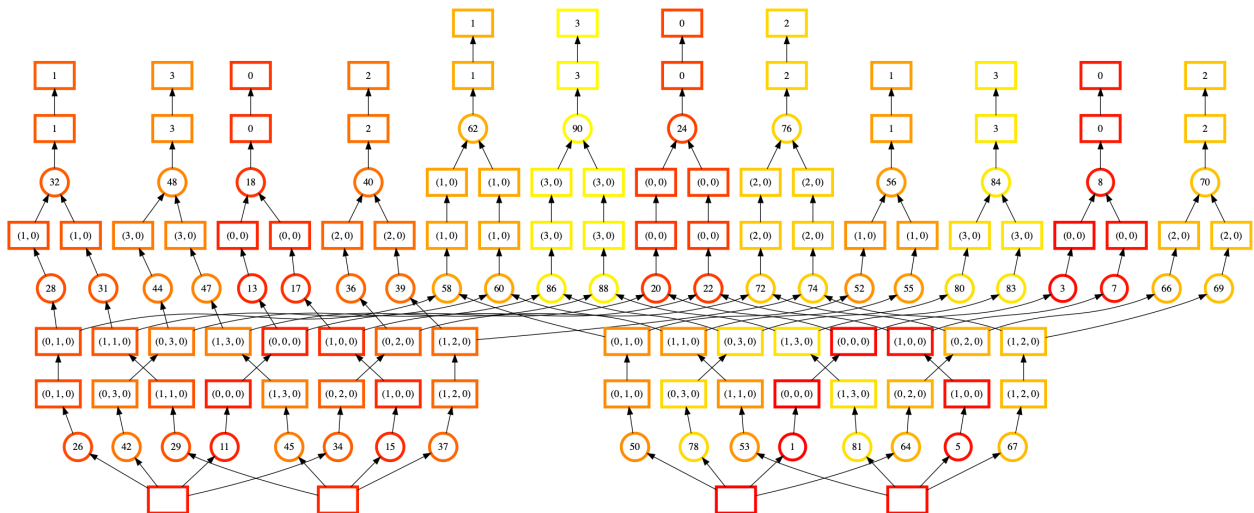 1 3 0 2
1 3 0 2 1 3 0 2 1 3 0 2
1 3 0 2 62 90 24 76 1 3 0 2
32 48 18 40 (1, 0) (1, 0) (3, 0) (3, 0) (0, 0) (0, 0) (2, 0) (2, 0) 56 84 8 70
(1, 0) (1, 0) (3, 0) (3, 0) (0, 0) (0, 0) (2, 0) (2, 0) (1, 0) (1, 0) (3, 0) (3, 0) (0, 0) (0, 0) (2, 0) (2, 0) (1, 0) (1, 0) (3, 0) (3, 0) (0, 0) (0, 0) (2, 0) (2, 0)
28 31 44 47 13 17 36 39 58 60 86 88 20 22 72 74 52 55 80 83 3 7 66 69
(0, 1, 0) (1, 1, 0) (0, 3, 0) (1, 3, 0) (0, 0, 0) (1, 0, 0) (0, 2, 0) (1, 2, 0) (0, 1, 0) (1, 1, 0) (0, 3, 0) (1, 3, 0) (0, 0, 0) (1, 0, 0) (0, 2, 0) (1, 2, 0)
(0, 1, 0) (0, 3, 0) (1, 1, 0) (0, 0, 0) (1, 3, 0) (0, 2, 0) (1, 0, 0) (1, 2, 0) (0, 1, 0) (0, 3, 0) (1, 1, 0) (0, 0, 0) (1, 3, 0) (0, 2, 0) (1, 0, 0) (1, 2, 0)
26 42 29 11 45 34 15 37 50 78 53 1 81 64 5 67